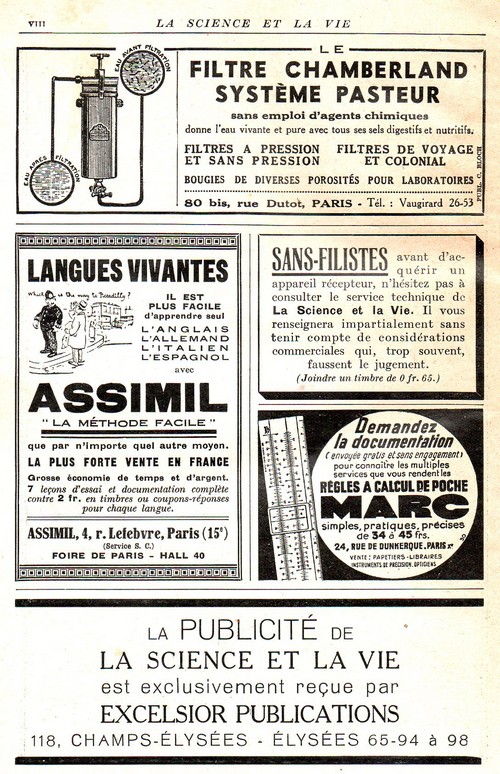 VIII
LA SCIENCE ET LA VIE
EAU AVANT FILTRATION
EAU APRÈS FILTRATION
LE
FILTRE CHAMBERLAND
SYSTÈME PASTEUR
sans emploi d'agents chimiques
donne l'eau vivante et pure avec tous ses sels digestifs et nutritifs.
FILTRES A PRESSION
ET SANS PRESSION
FILTRES DE VOYAGE
ET COLONIAL
BOUGIES DE DIVERSES POROSITÉS POUR LABORATOIRES
80 bis, rue Dutot, PARIS - Tél. : Vaugirard 26-53
PUBL. C. BLOCH
LANGUES VIVANTES
What is the way to Piccadilly?
IL EST
PLUS FACILE
d'apprendre seul
L'ANGLAIS
L'ALLEMAND
L'ITALIEN
L'ESPAGNOL
avec
ASSIMIL
"LA MÉTHODE FACILE"
que par n'importe quel autre moyen.
LA PLUS FORTE VENTE EN FRANCE
Grosse économie de temps et d'argent.
7 leçons d'essai et documentation complète
contre 2 fr. en timbres ou coupons-réponses
pour chaque langue.
ASSIMIL, 4, r. Lefebvre, Paris (15e)
(Service S. C.)
FOIRE DE PARIS - HALL 40
SANS-FILISTES avant d'ac-
quérir un
appareil récepteur, n'hésitez pas à
consulter le service technique de
La Science et la Vie. Il vous
renseignera impartialement sans
tenir compte de considérations
commerciales qui, trop souvent,
faussent le jugement.
(Joindre un timbre de 0 fr. 65.)
Demandez
la documentation
(envoyée gratis et sans engagement)
pour connaître les multiples
services que vous rendent les
RÈGLES A CALCUL DE POCHE
MARC
simples, pratiques, précises
de 34 à 45 frs.
24, RUE DE DUNKERQUE, PARIS Xe
VENTE : PAPETIERS - LIBRAIRES
INSTRUMENTS DE PRÉCISION, OPTICIENS
LA PUBLICITÉ DE
LA SCIENCE ET LA VIE
est exclusivement reçue par
EXCELSIOR PUBLICATIONS
118, CHAMPS-ÉLYSÉES - ÉLYSÉES 65-94 à 98